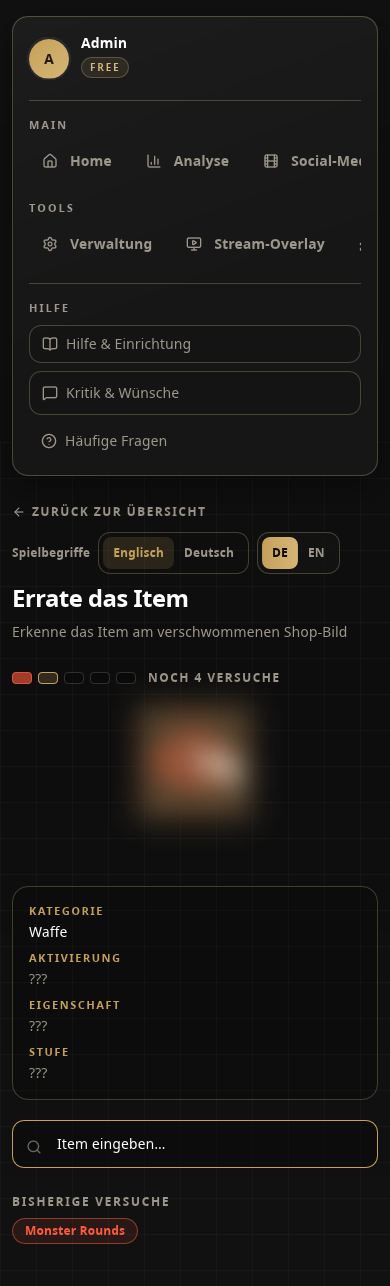 A
Admin
FREE
MAIN
Home Analyse Social-Med
TOOLS
Verwaltung Stream-Overlay
HILFE
Hilfe & Einrichtung
Kritik & Wünsche
Häufige Fragen
ZURÜCK ZUR ÜBERSICHT
Spielbegriffe Englisch Deutsch DE EN
Errate das Item
Erkenne das Item am verschwommenen Shop-Bild
NOCH 4 VERSUCHE
KATEGORIE
Waffe
AKTIVIERUNG
???
EIGENSCHAFT
???
STUFE
???
Item eingeben...
BISHERIGE VERSUCHE
Monster Rounds